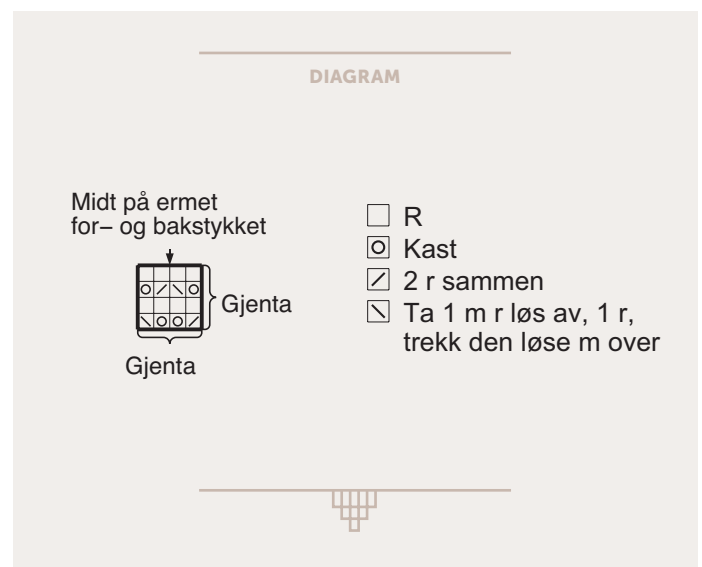 DIAGRAM
Midt på ermet
for– og bakstykket
Gjenta
Gjenta
R
Kast
2 r sammen
Ta 1 m r løs av, 1 r,
trekk den løse m over